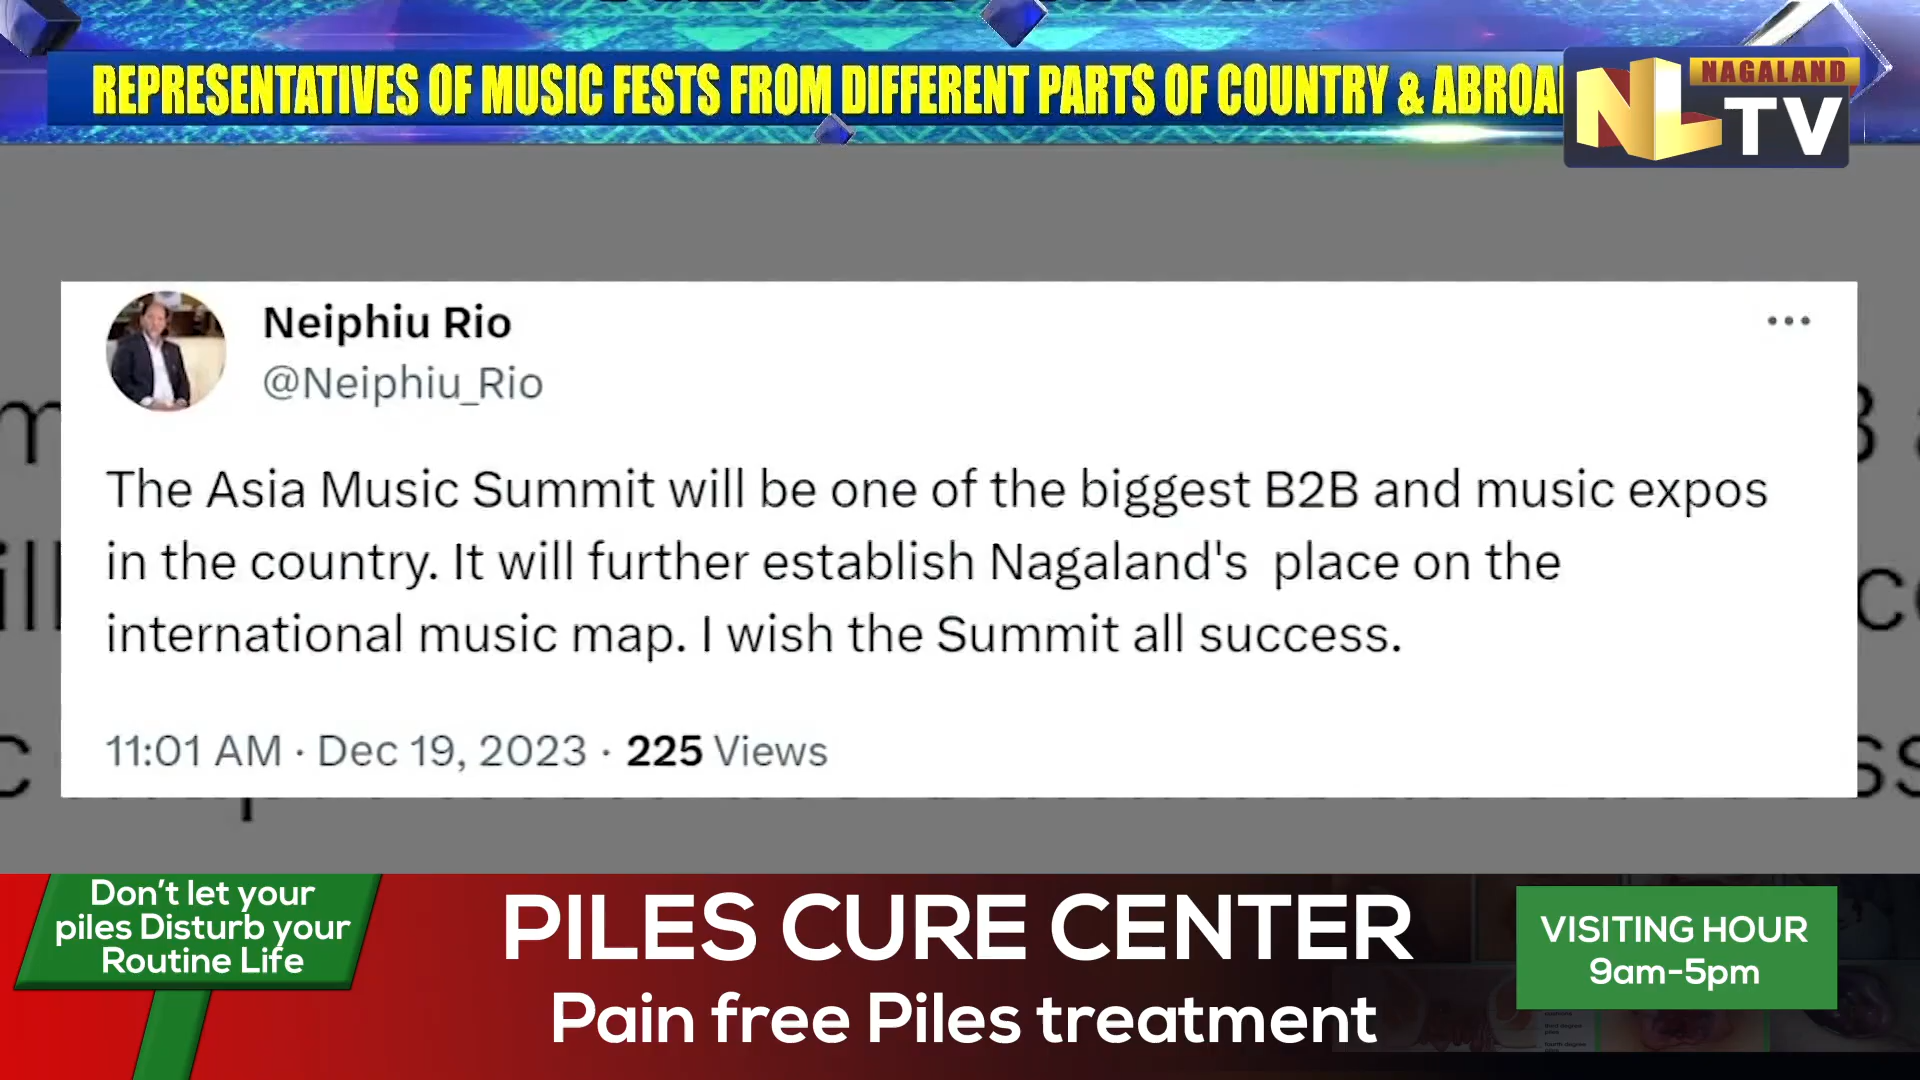 REPRESENTATIVES OF MUSIC FESTS FROM DIFFERENT PARTS OF COUNTRY &
NL NAGALAND TV
Neiphiu Rio
@Neiphiu_Rio
The Asia Music Summit will be one of the biggest B2B and music expos
in the country. It will further establish Nagaland's place on the
international music map. I wish the Summit all success.
11:01 AM · Dec 19, 2023 · 225 Views
Don't let your
piles Disturb your
Routine Life
PILES CURE CENTER
Pain free Piles treatment
VISITING HOUR
9am-5pm